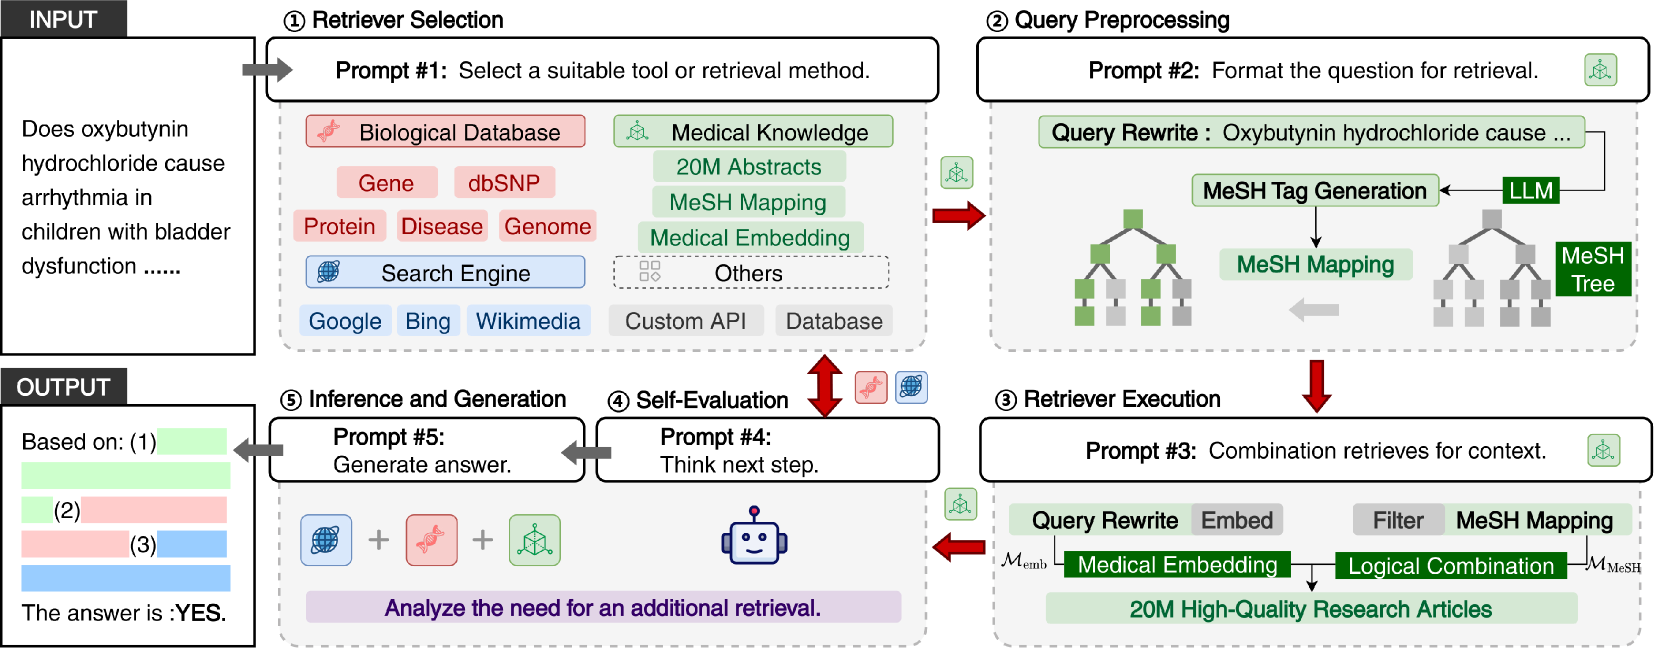 INPUT
Does oxybutynin
hydrochloride cause
arrhythmia in
children with bladder
dysfunction ......
① Retriever Selection
Prompt #1: Select a suitable tool or retrieval method.
Biological Database
Gene
dbSNP
Protein
Disease
Genome
Medical Knowledge
20M Abstracts
MeSH Mapping
Medical Embedding
Search Engine
Google
Bing
Wikimedia
Others
Custom API
Database
② Query Preprocessing
Prompt #2: Format the question for retrieval.
Query Rewrite : Oxybutynin hydrochloride cause ...
LLM
MeSH Tag Generation
MeSH Mapping
MeSH
Tree
③ Retriever Execution
Prompt #3: Combination retrieves for context.
Query Rewrite Embed
Filter MeSH Mapping
Memb
Medical Embedding
Logical Combination
MMeSH
20M High-Quality Research Articles
④ Self-Evaluation
Prompt #4:
Think next step.
⑤ Inference and Generation
Prompt #5:
Generate answer.
+ +
Analyze the need for an additional retrieval.
OUTPUT
Based on: (1)
(2)
(3)
The answer is :YES.